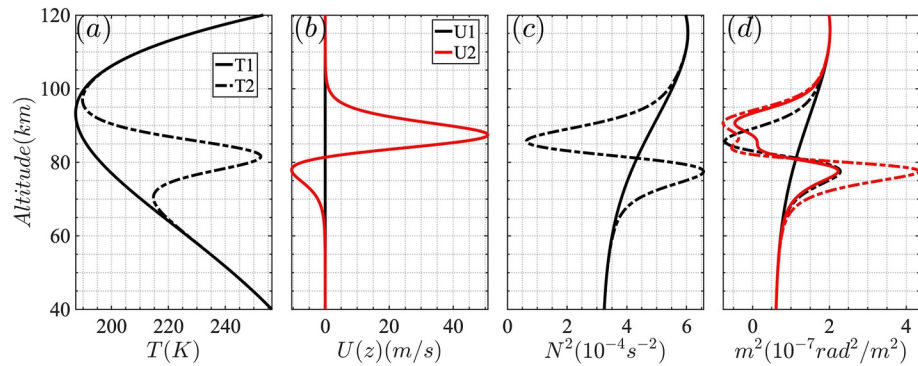 (a) (b) (c) (d)
T1
T2
U1
U2
120
100
80
60
40
Altitude(km)
200 220 240
0 20 40
0 2 4 6
0 2 4
T(K)
U(z)(m/s)
N²(10⁻⁴s⁻²)
m²(10⁻⁷rad²/m²)